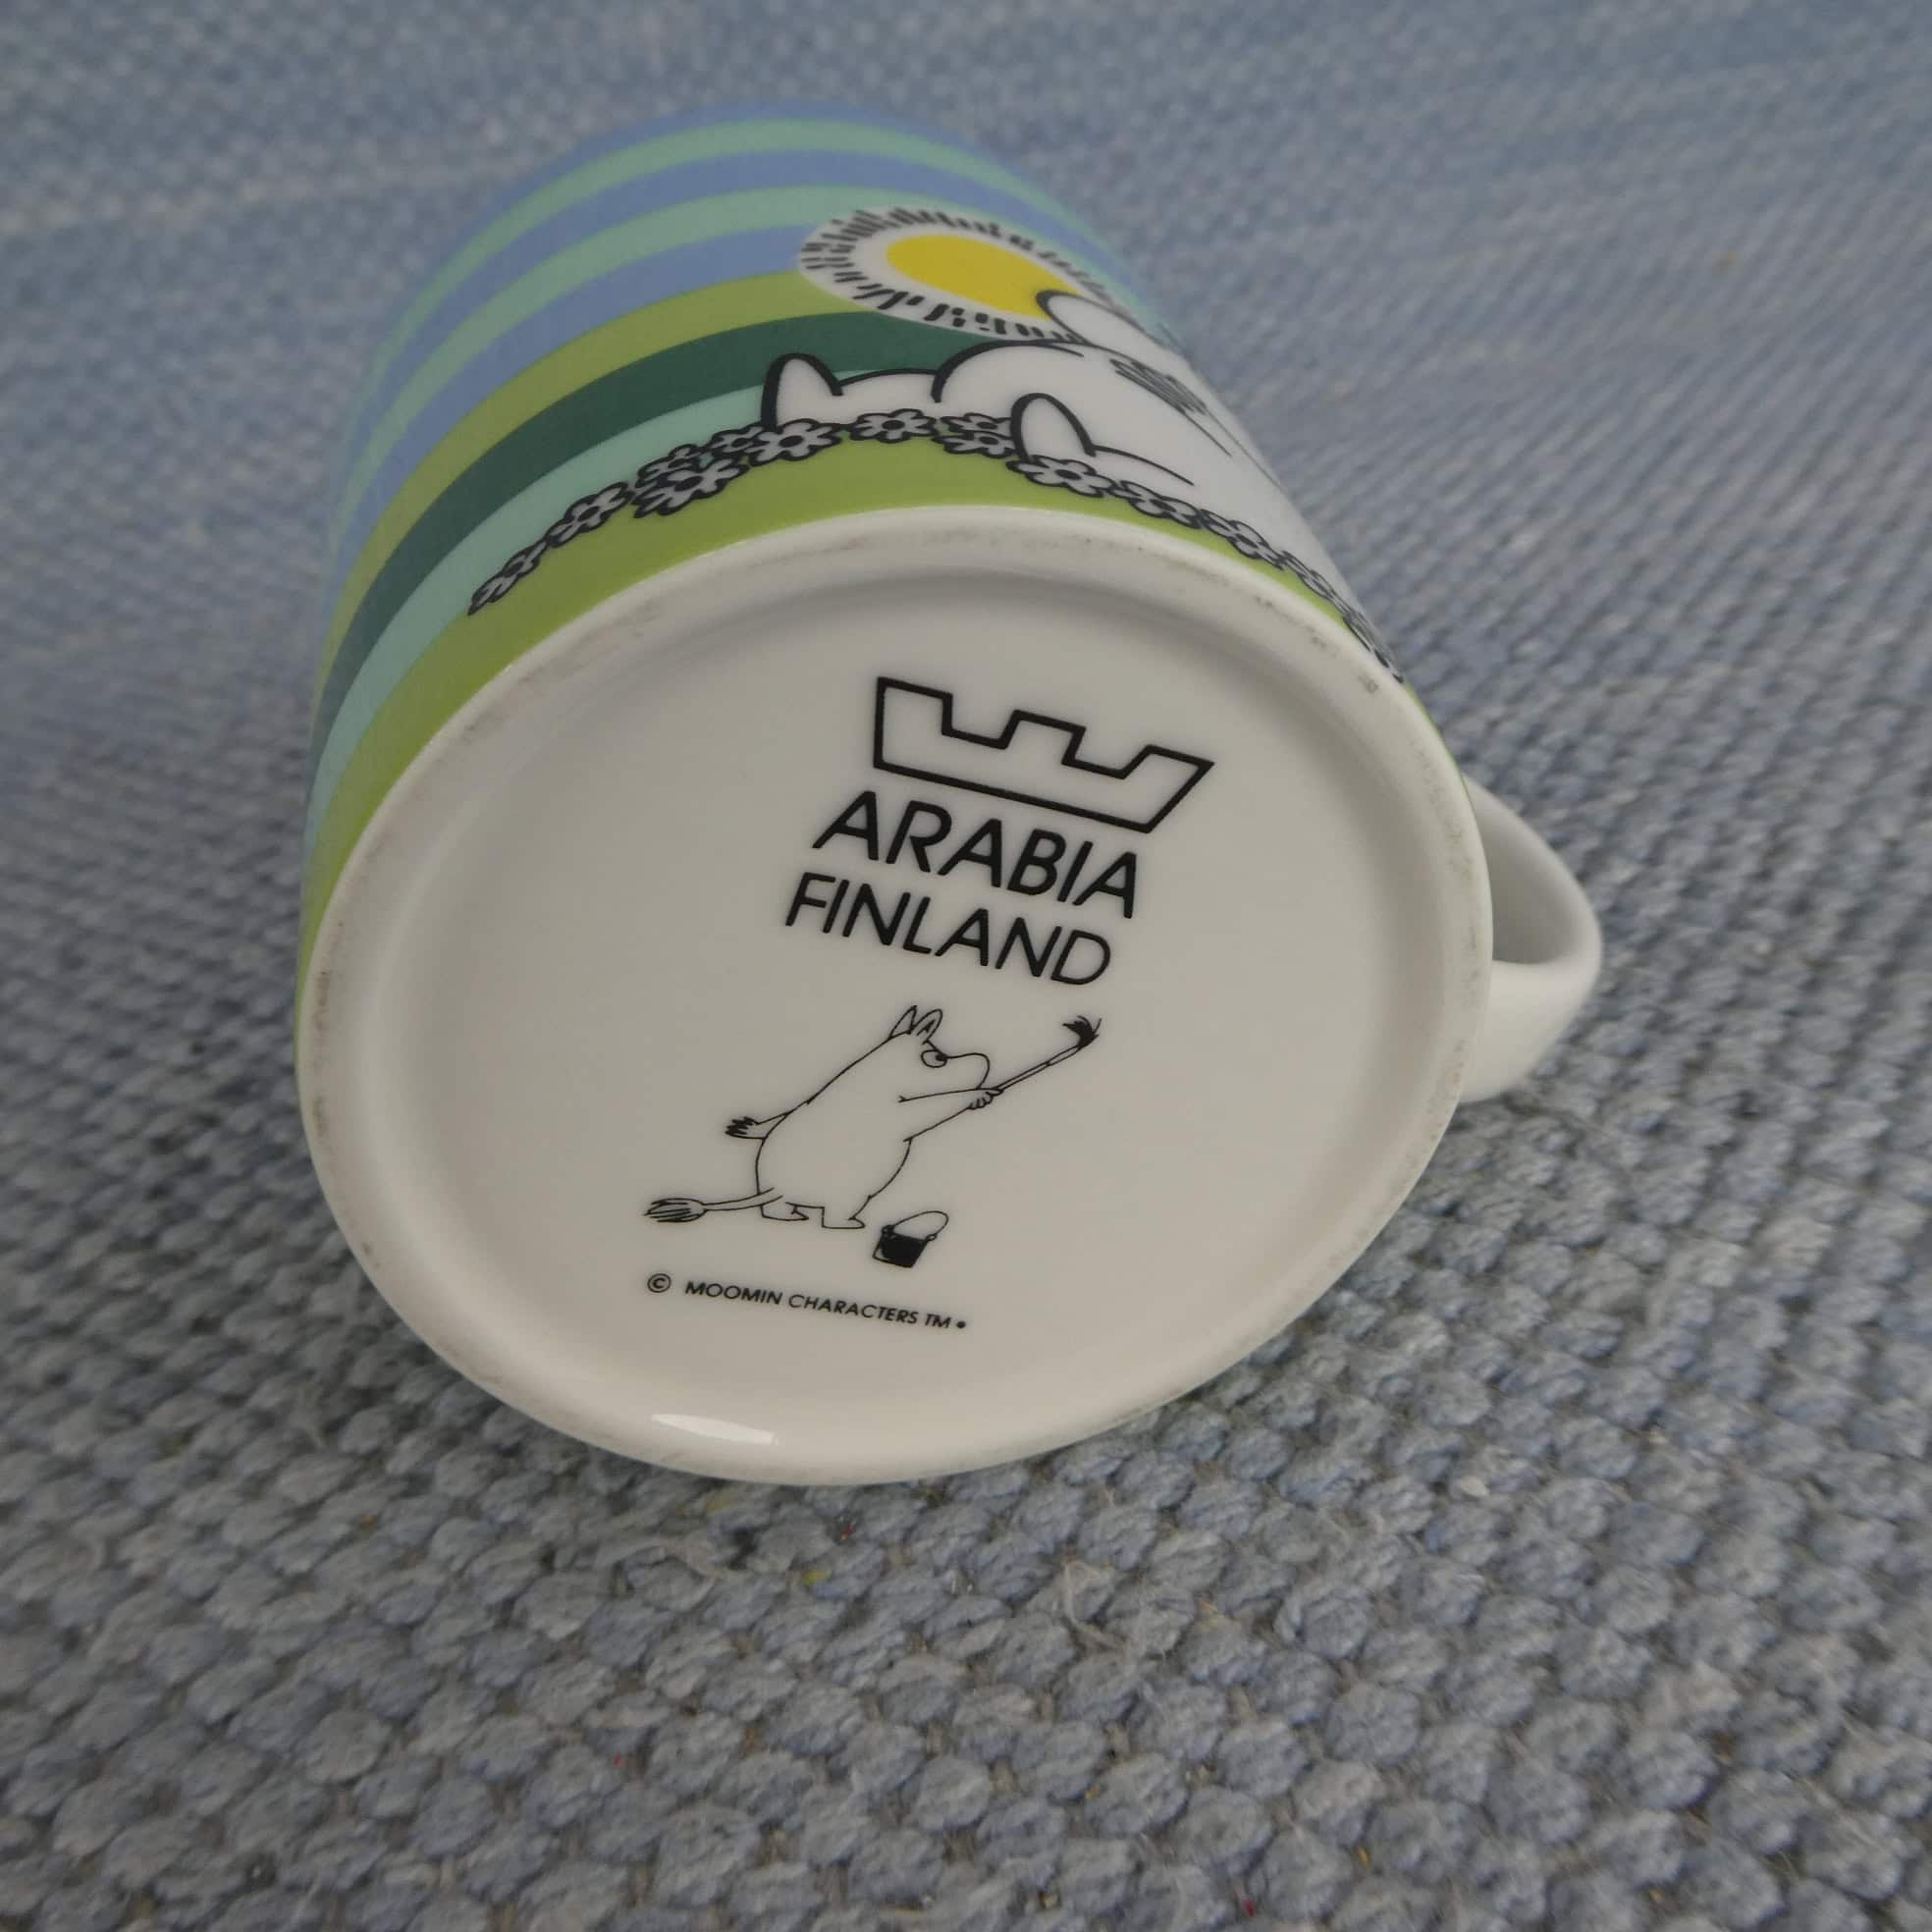 ARABIA
FINLAND
© MOOMIN CHARACTERS TM •